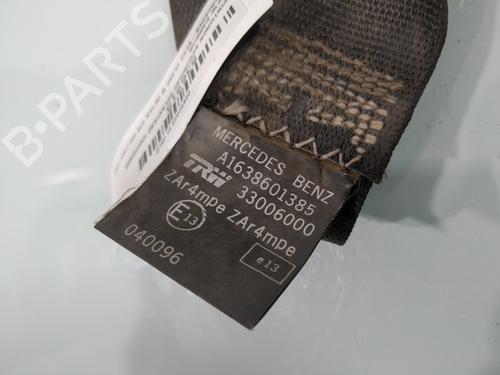 B-PARTS
MERCEDES BENZ
A1638601385
TRW 33006000
ZAr4mpe ZAr4mpe
E13
e13
040096